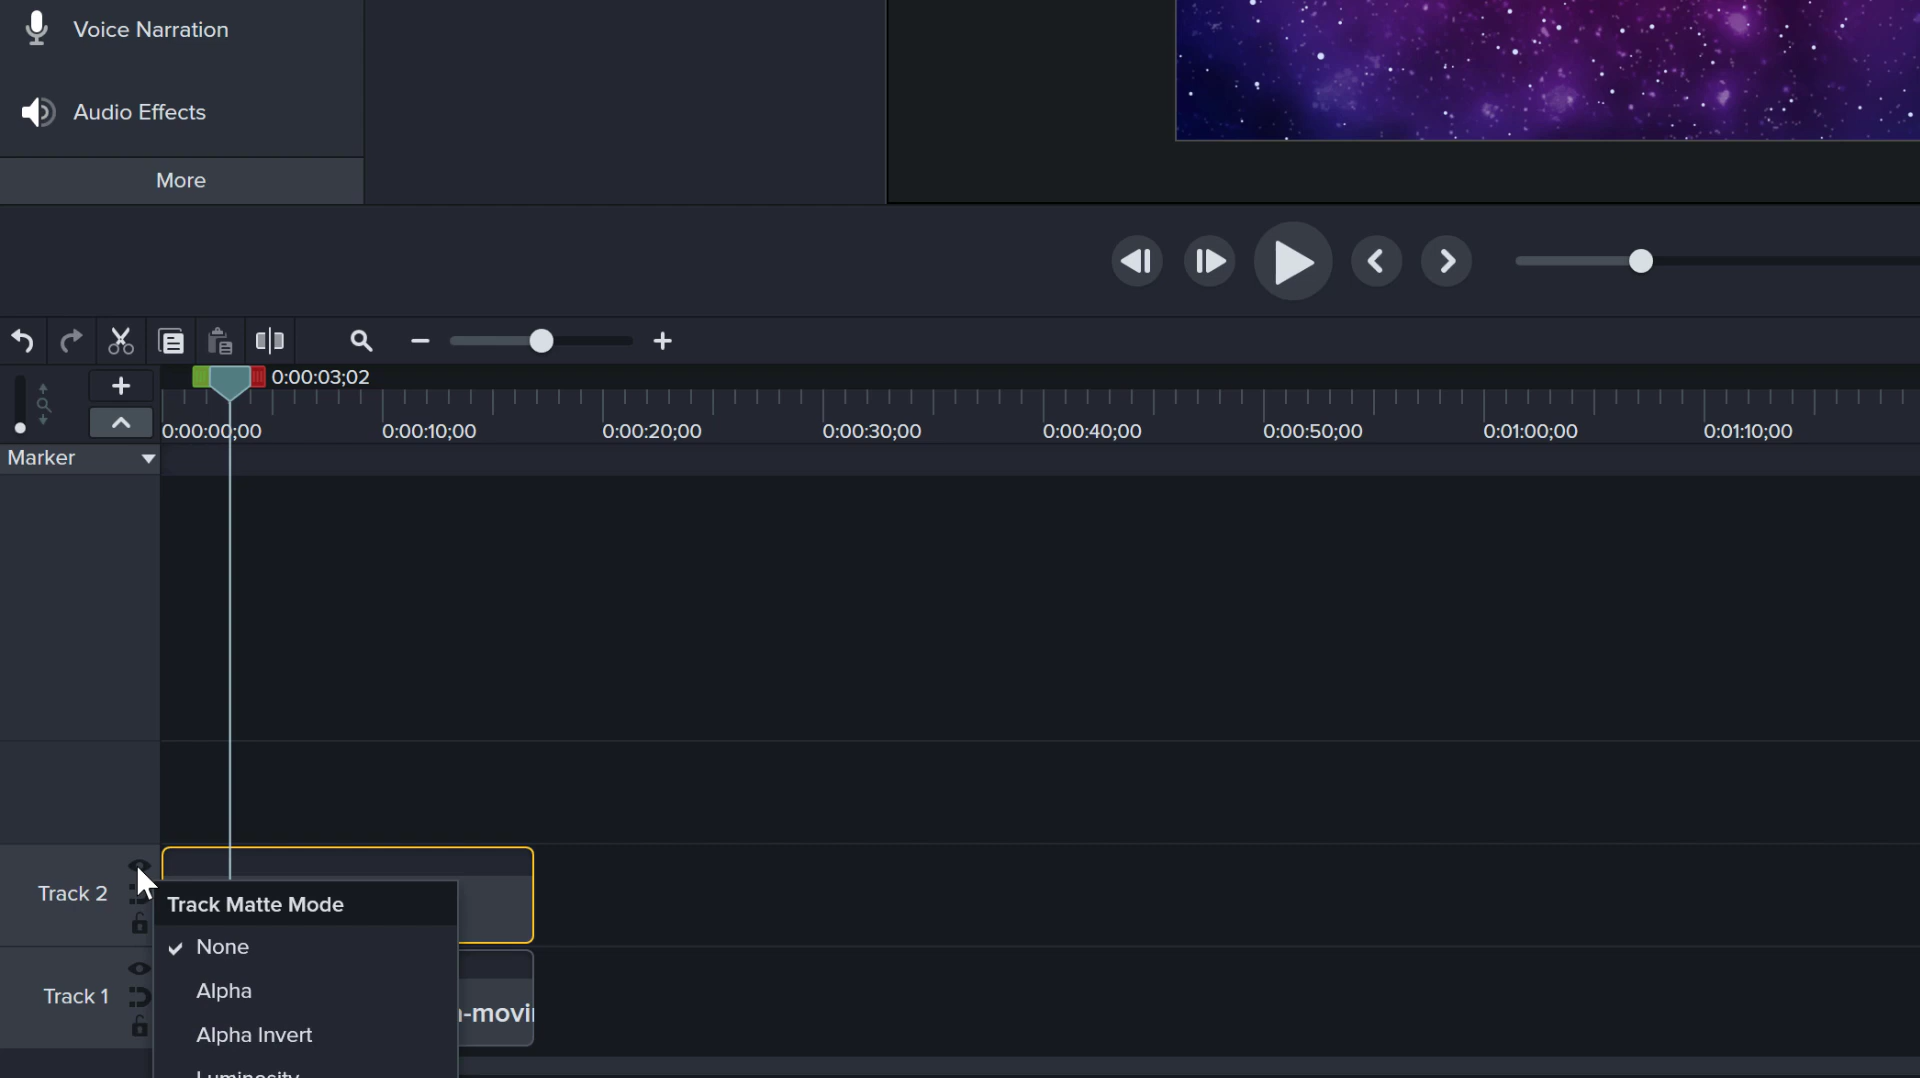 Voice Narration
Audio Effects
More
0:00:03;02
0:00:00;00 0:00:10;00 0:00:20;00 0:00:30;00 0:00:40;00 0:00:50;00 0:01:00;00 0:01:10;00
Marker
Track 2
Track Matte Mode
None
Alpha
Track 1
-movi
Alpha Invert
Luminosity